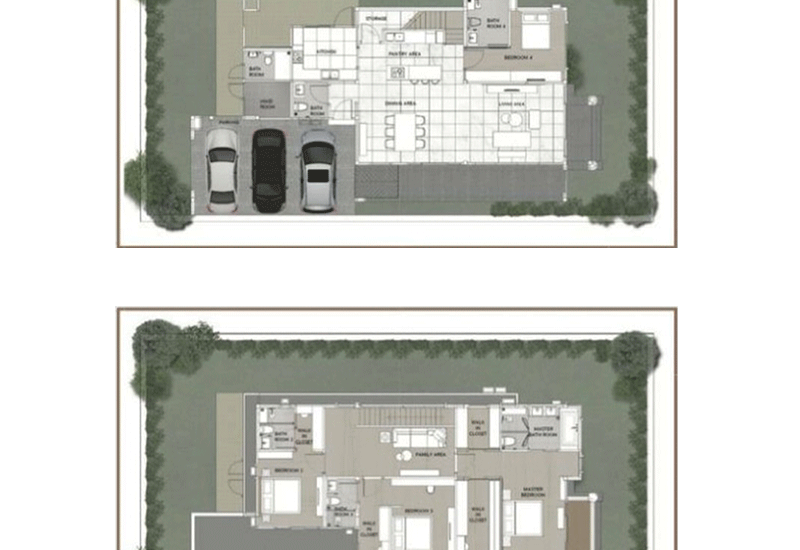 STORAGE
BATH
ROOM 4
KITCHEN
PANTRY AREA
BEDROOM 4
BATH
ROOM
MAID
ROOM
BATH
ROOM
DINING AREA
LIVING AREA
PARKING
BATH
ROOM 2
WALK
IN
CLOSET
WALK
IN
CLOSET
MASTER
BATH ROOM
FAMILY AREA
BEDROOM 2
MASTER
BEDROOM
BATH
ROOM 3
BEDROOM 3
WALK
IN
CLOSET
WALK
IN
CLOSET